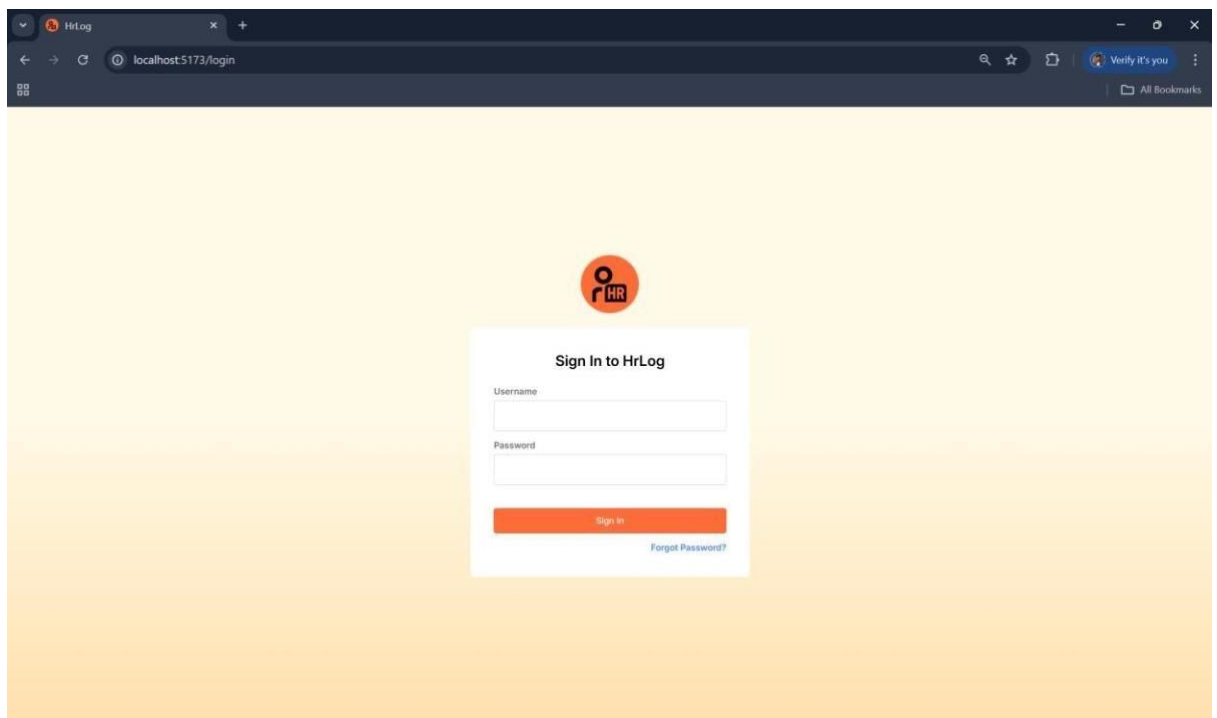 HrLog
localhost:5173/login
Verify it's you
All Bookmarks
HR
Sign In to HrLog
Username
Password
Sign In
Forgot Password?